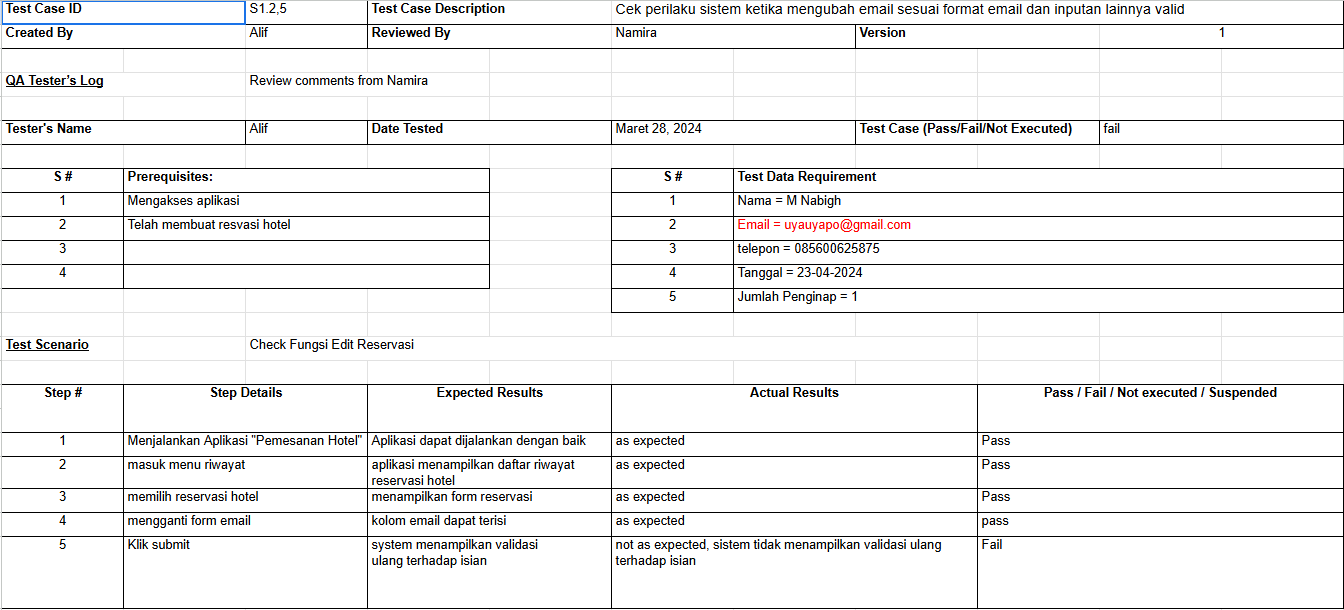 Test Case ID S1.2,5 Test Case Description Cek perilaku sistem ketika mengubah email sesuai format email dan inputan lainnya valid
Created By Alif Reviewed By Namira Version 1
QA Tester's Log Review comments from Namira
Tester's Name Alif Date Tested Maret 28, 2024 Test Case (Pass/Fail/Not Executed) fail
S # Prerequisites: S # Test Data Requirement
1 Mengakses aplikasi 1 Nama = M Nabigh
2 Telah membuat resvasi hotel 2 Email = uyauyapo@gmail.com
3 3 telepon = 085600625875
4 4 Tanggal = 23-04-2024
5 Jumlah Penginap = 1
Test Scenario Check Fungsi Edit Reservasi
Step # Step Details Expected Results Actual Results Pass / Fail / Not executed / Suspended
1 Menjalankan Aplikasi "Pemesanan Hotel" Aplikasi dapat dijalankan dengan baik as expected Pass
2 masuk menu riwayat aplikasi menampilkan daftar riwayat as expected Pass
reservasi hotel
3 memilih reservasi hotel menampilkan form reservasi as expected Pass
4 mengganti form email kolom email dapat terisi as expected pass
5 Klik submit system menampilkan validasi not as expected, sistem tidak menampilkan validasi ulang Fail
ulang terhadap isian terhadap isian